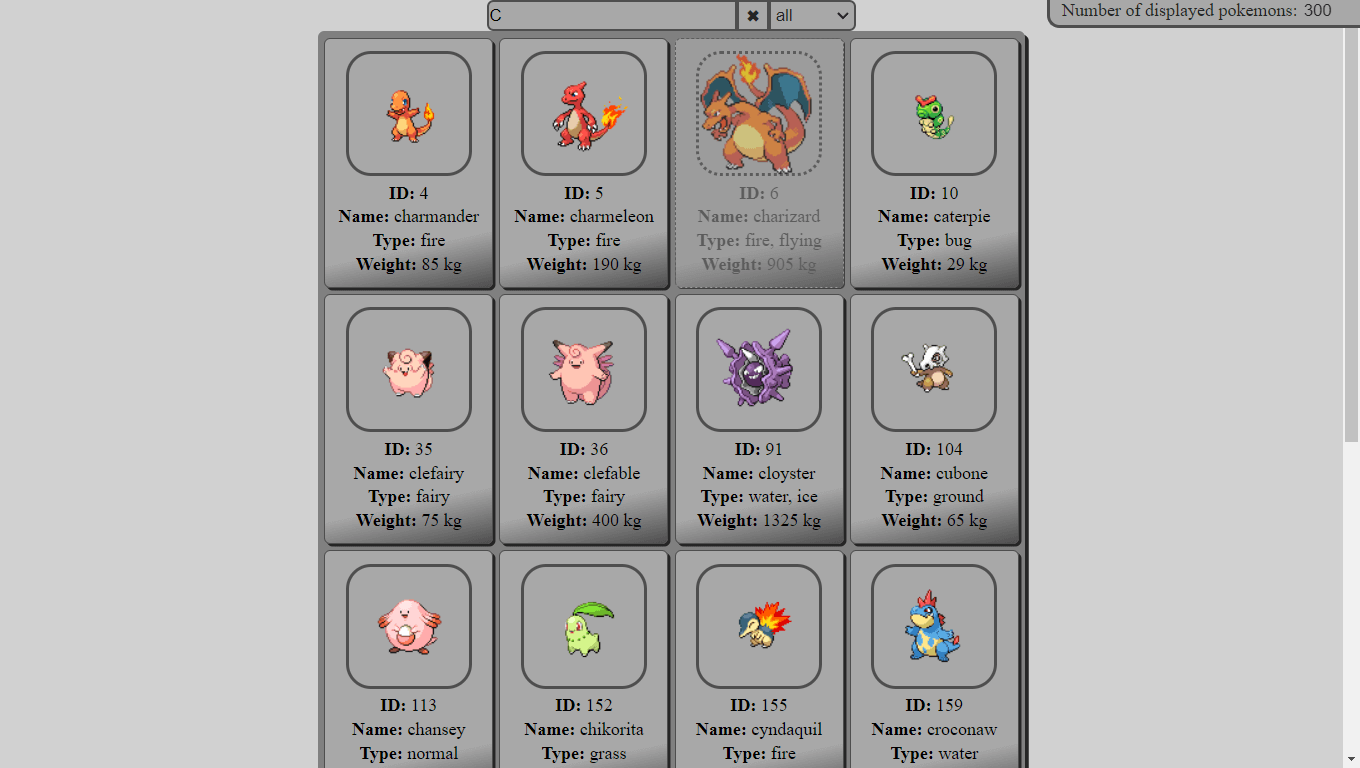 C ✖ all
Number of displayed pokemons: 300
ID: 4
Name: charmander
Type: fire
Weight: 85 kg
ID: 5
Name: charmeleon
Type: fire
Weight: 190 kg
ID: 6
Name: charizard
Type: fire, flying
Weight: 905 kg
ID: 10
Name: caterpie
Type: bug
Weight: 29 kg
ID: 35
Name: clefairy
Type: fairy
Weight: 75 kg
ID: 36
Name: clefable
Type: fairy
Weight: 400 kg
ID: 91
Name: cloyster
Type: water, ice
Weight: 1325 kg
ID: 104
Name: cubone
Type: ground
Weight: 65 kg
ID: 113
Name: chansey
Type: normal
ID: 152
Name: chikorita
Type: grass
ID: 155
Name: cyndaquil
Type: fire
ID: 159
Name: croconaw
Type: water